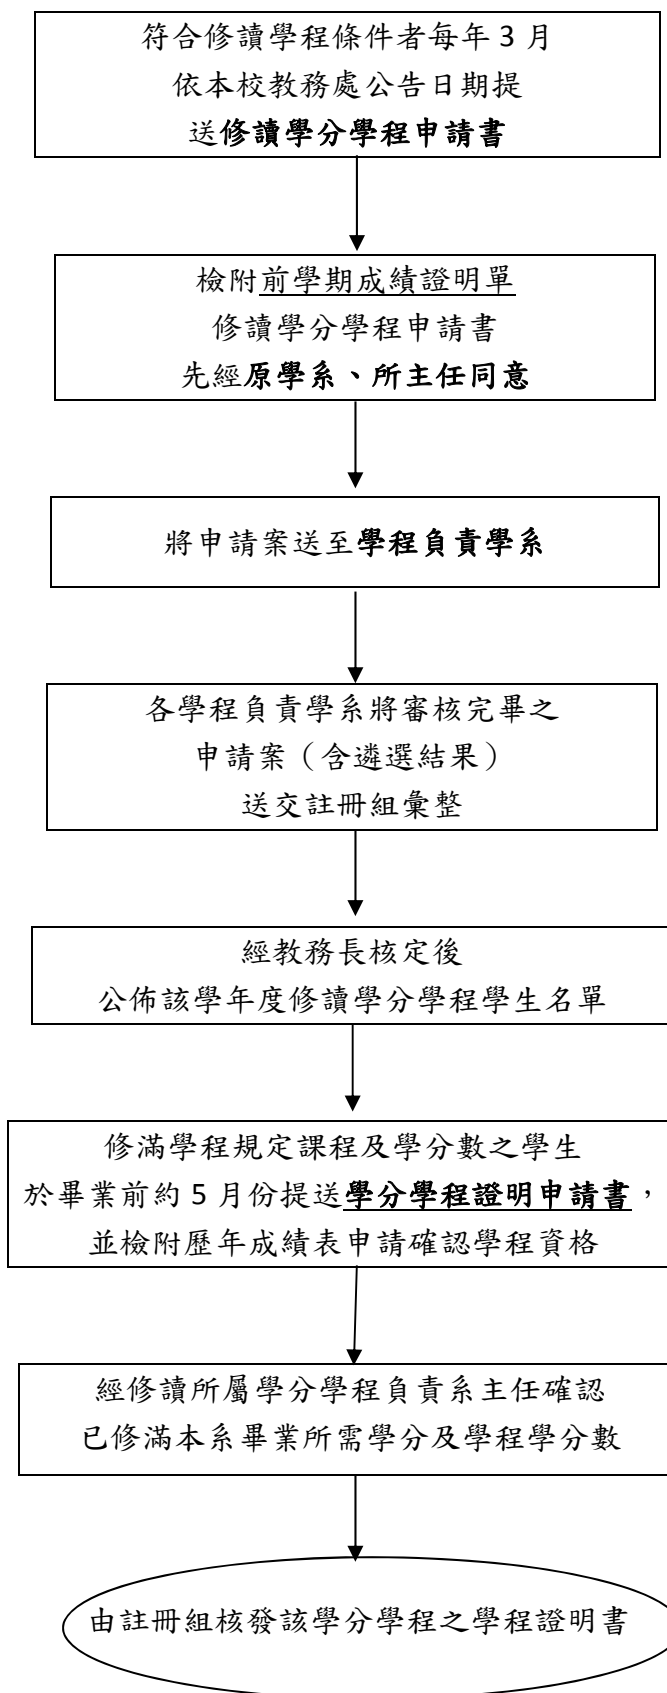 符合修讀學程條件者每年 3 月
依本校教務處公告日期提
送修讀學分學程申請書
檢附前學期成績證明單
修讀學分學程申請書
先經原學系、所主任同意
將申請案送至學程負責學系
各學程負責學系將審核完畢之
申請案（含遴選結果）
送交註冊組彙整
經教務長核定後
公佈該學年度修讀學分學程學生名單
修滿學程規定課程及學分數之學生
於畢業前約 5 月份提送學分學程證明申請書，
並檢附歷年成績表申請確認學程資格
經修讀所屬學分學程負責系主任確認
已修滿本系畢業所需學分及學程學分數
由註冊組核發該學分學程之學程證明書